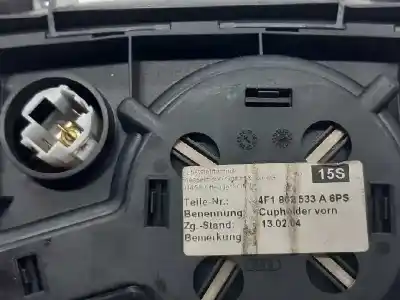 15S
Teile-Nr.: 4F1 862 533 A 6PS
Benennung Cupholder vorn
Zg.-Stand: 13.02.04
Bemerkung